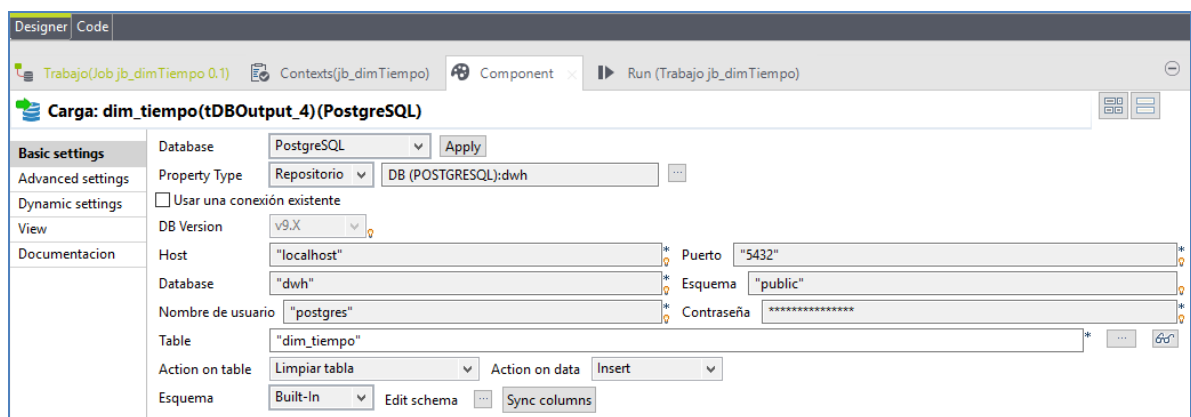 Designer Code
Trabajo(Job jb_dimTiempo 0.1) Contexts(jb_dimTiempo) Component Run (Trabajo jb_dimTiempo)
Carga: dim_tiempo(tDBOutput_4)(PostgreSQL)
Basic settings
Advanced settings
Dynamic settings
View
Documentacion
Database PostgreSQL Apply
Property Type Repositorio DB (POSTGRESQL):dwh ...
Usar una conexión existente
DB Version v9.X
Host "localhost" * Puerto "5432" *
Database "dwh" * Esquema "public"
Nombre de usuario "postgres" * Contraseña *************** *
Table "dim_tiempo" * ...
Action on table Limpiar tabla Action on data Insert
Esquema Built-In Edit schema ... Sync columns